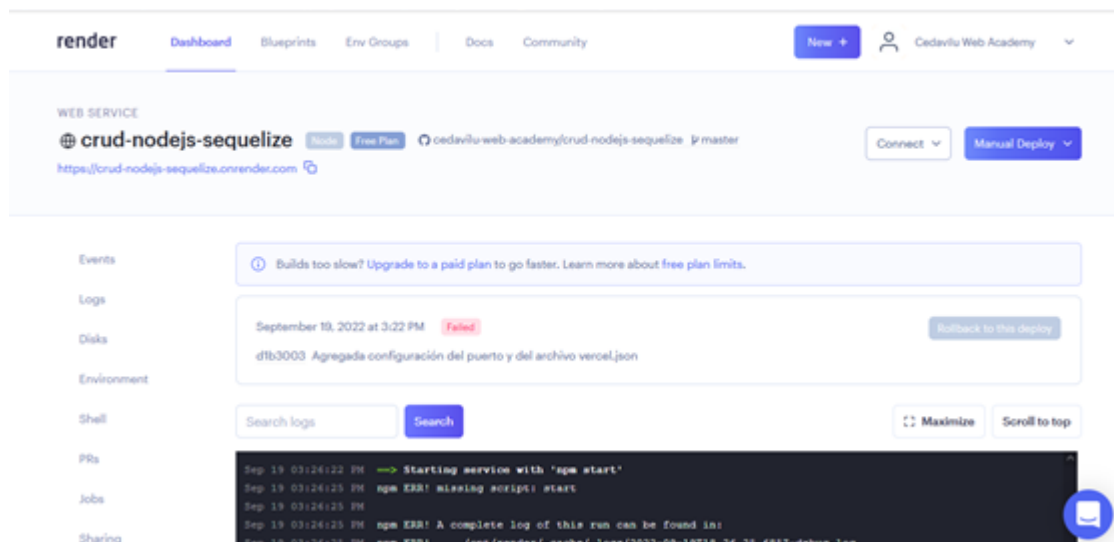 render Dashboard Blueprints Env Groups Docs Community New + Cedavilu Web Academy
WEB SERVICE
crud-nodejs-sequelize Node Free Plan cedavilu-web-academy/crud-nodejs-sequelize master
Connect Manual Deploy
https://crud-nodejs-sequelize.onrender.com
Events
Builds too slow? Upgrade to a paid plan to go faster. Learn more about free plan limits.
Logs
September 19, 2022 at 3:22 PM Failed
Rollback to this deploy
Disks
d1b3003 Agregada configuración del puerto y del archivo vercel.json
Environment
Shell
Search logs Search Maximize Scroll to top
PRs
Sep 19 03:26:22 PM ==> Starting service with 'npm start'
Sep 19 03:26:25 PM npm ERR! missing script: start
Jobs
Sep 19 03:26:25 PM
Sep 19 03:26:25 PM npm ERR! A complete log of this run can be found in:
Sharing
npm ERR!